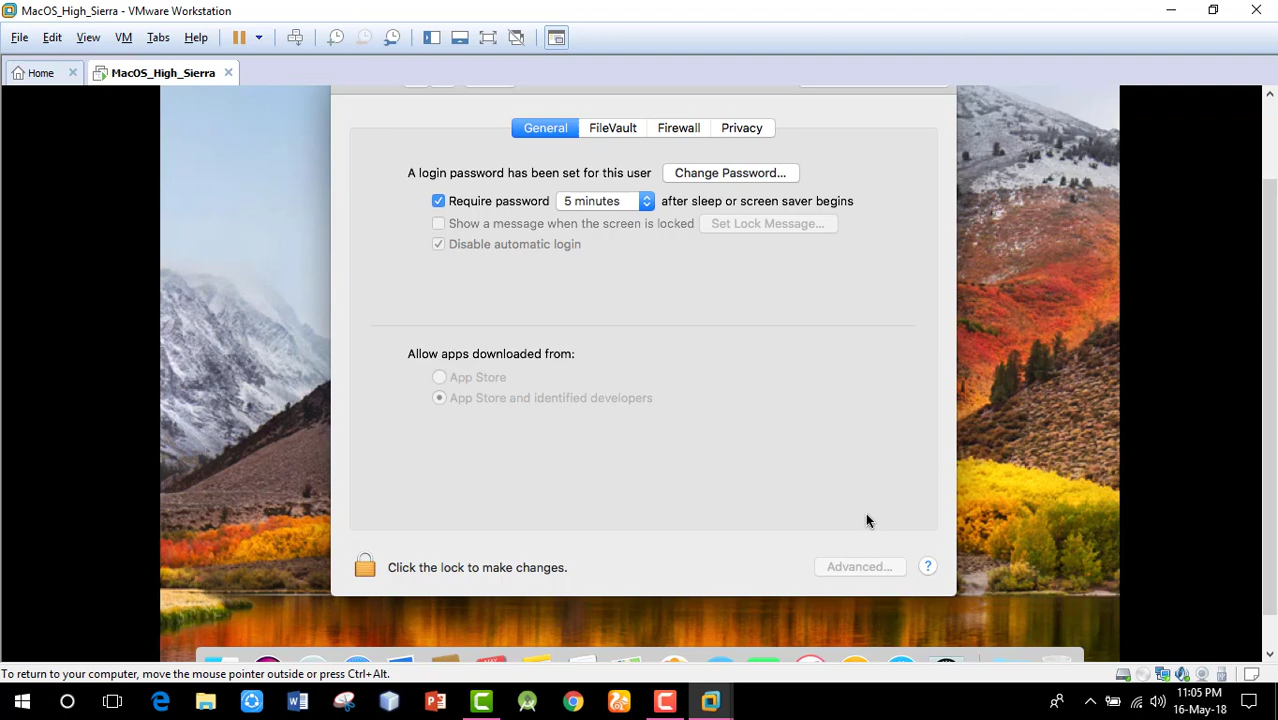 MacOS_High_Sierra - VMware Workstation
File Edit View VM Tabs Help
Home MacOS_High_Sierra
General FileVault Firewall Privacy
A login password has been set for this user Change Password...
Require password 5 minutes after sleep or screen saver begins
Show a message when the screen is locked Set Lock Message...
Disable automatic login
Allow apps downloaded from:
App Store
App Store and identified developers
Click the lock to make changes. Advanced... ?
To return to your computer, move the mouse pointer outside or press Ctrl+Alt.
11:05 PM
16-May-18